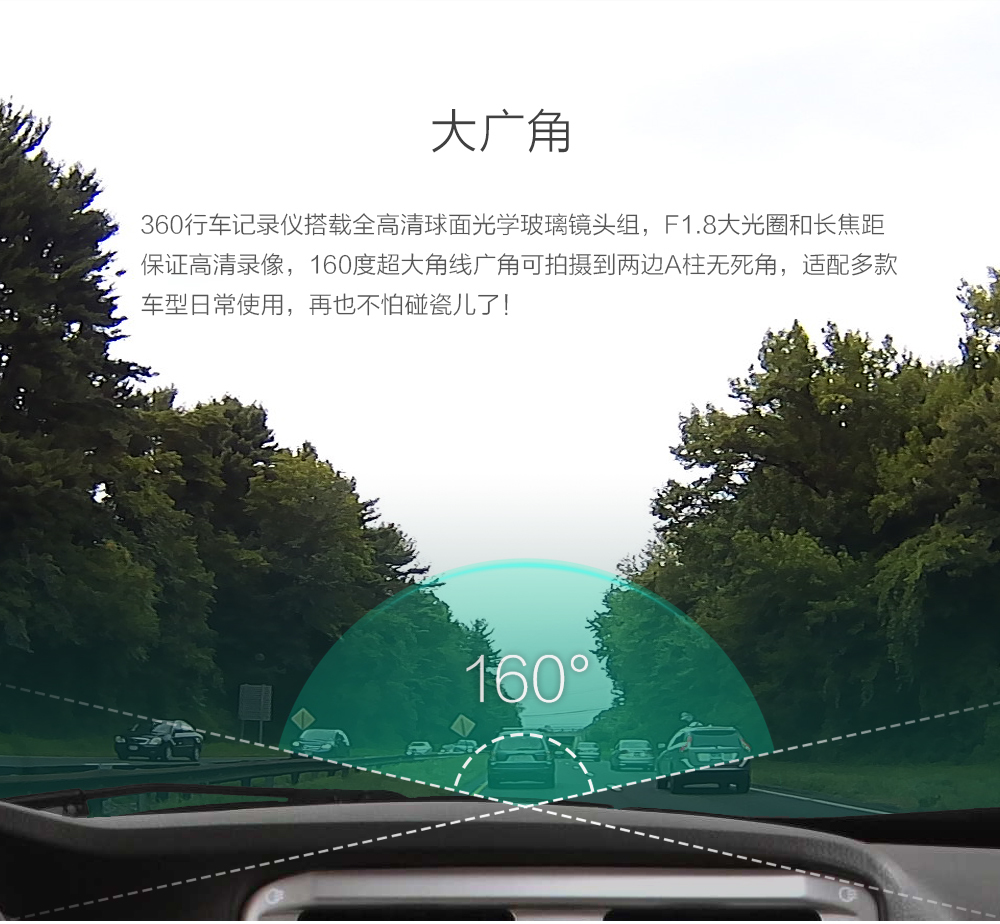 大广角
360行车记录仪搭载全高清球面光学玻璃镜头组，F1.8大光圈和长焦距
保证高清录像，160度超大角线广角可拍摄到两边A柱无死角，适配多款
车型日常使用，再也不怕碰瓷儿了！
160°